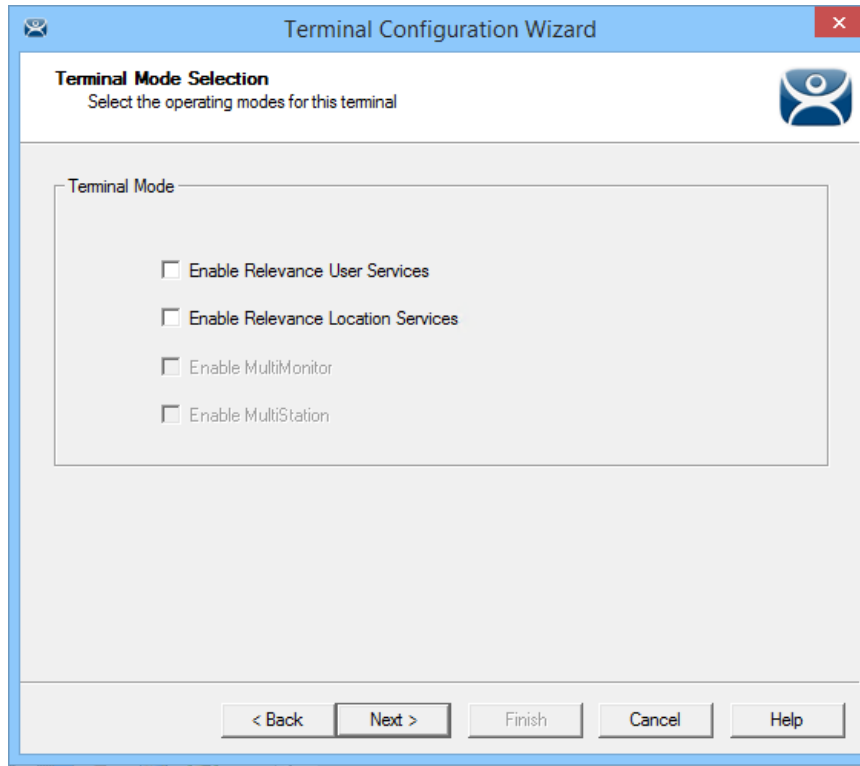 Terminal Configuration Wizard
Terminal Mode Selection
Select the operating modes for this terminal
Terminal Mode
Enable Relevance User Services
Enable Relevance Location Services
Enable MultiMonitor
Enable MultiStation
< Back Next > Finish Cancel Help